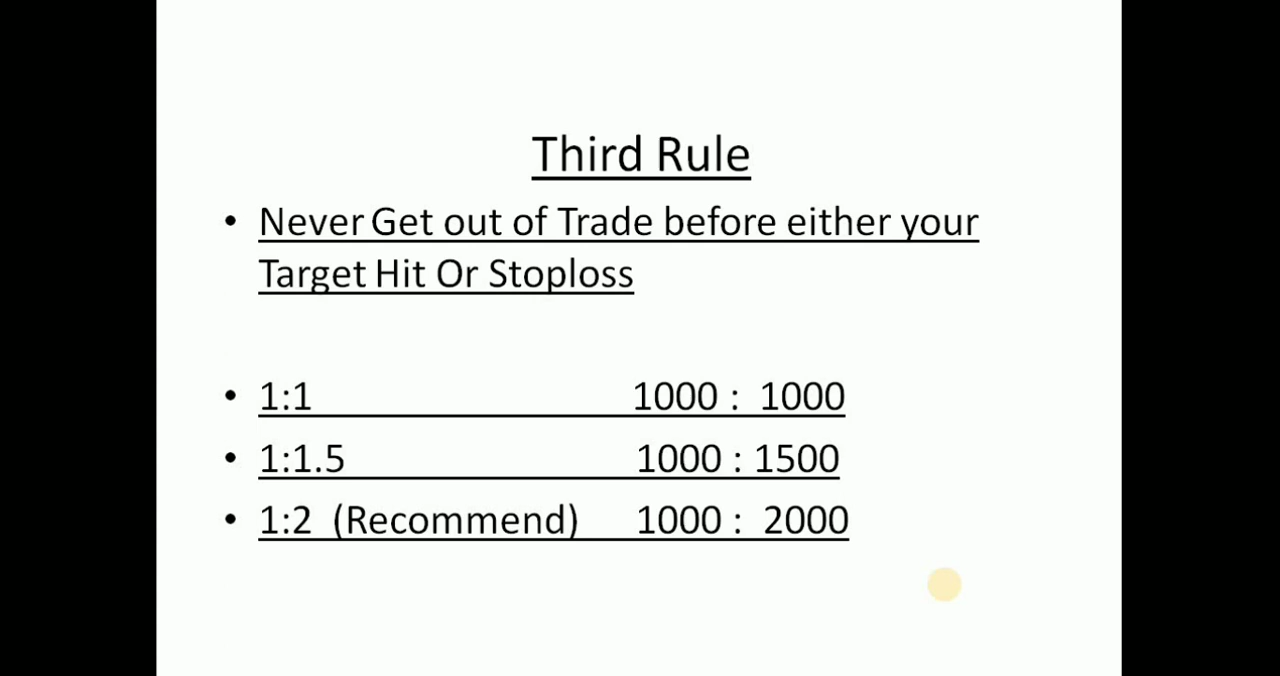 Third Rule
• Never Get out of Trade before either your
Target Hit Or Stoploss
• 1:1 1000 : 1000
• 1:1.5 1000 : 1500
• 1:2 (Recommend) 1000 : 2000